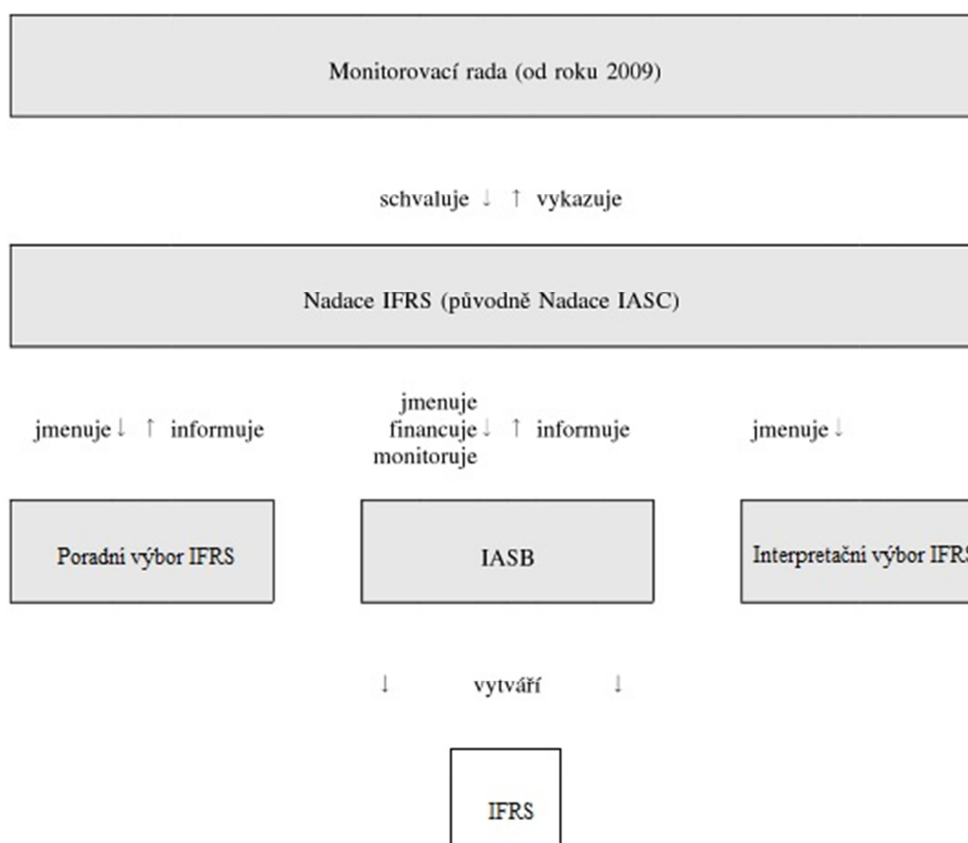 Monitorovací rada (od roku 2009)
schvaluje ↓ ↑ vykazuje
Nadace IFRS (původně Nadace IASC)
jmenuje
jmenuje ↓ ↑ informuje financuje ↓ ↑ informuje jmenuje ↓
monitoruje
Poradní výbor IFRS IASB Interpretační výbor IFRS
↓ vytváří ↓
IFRS